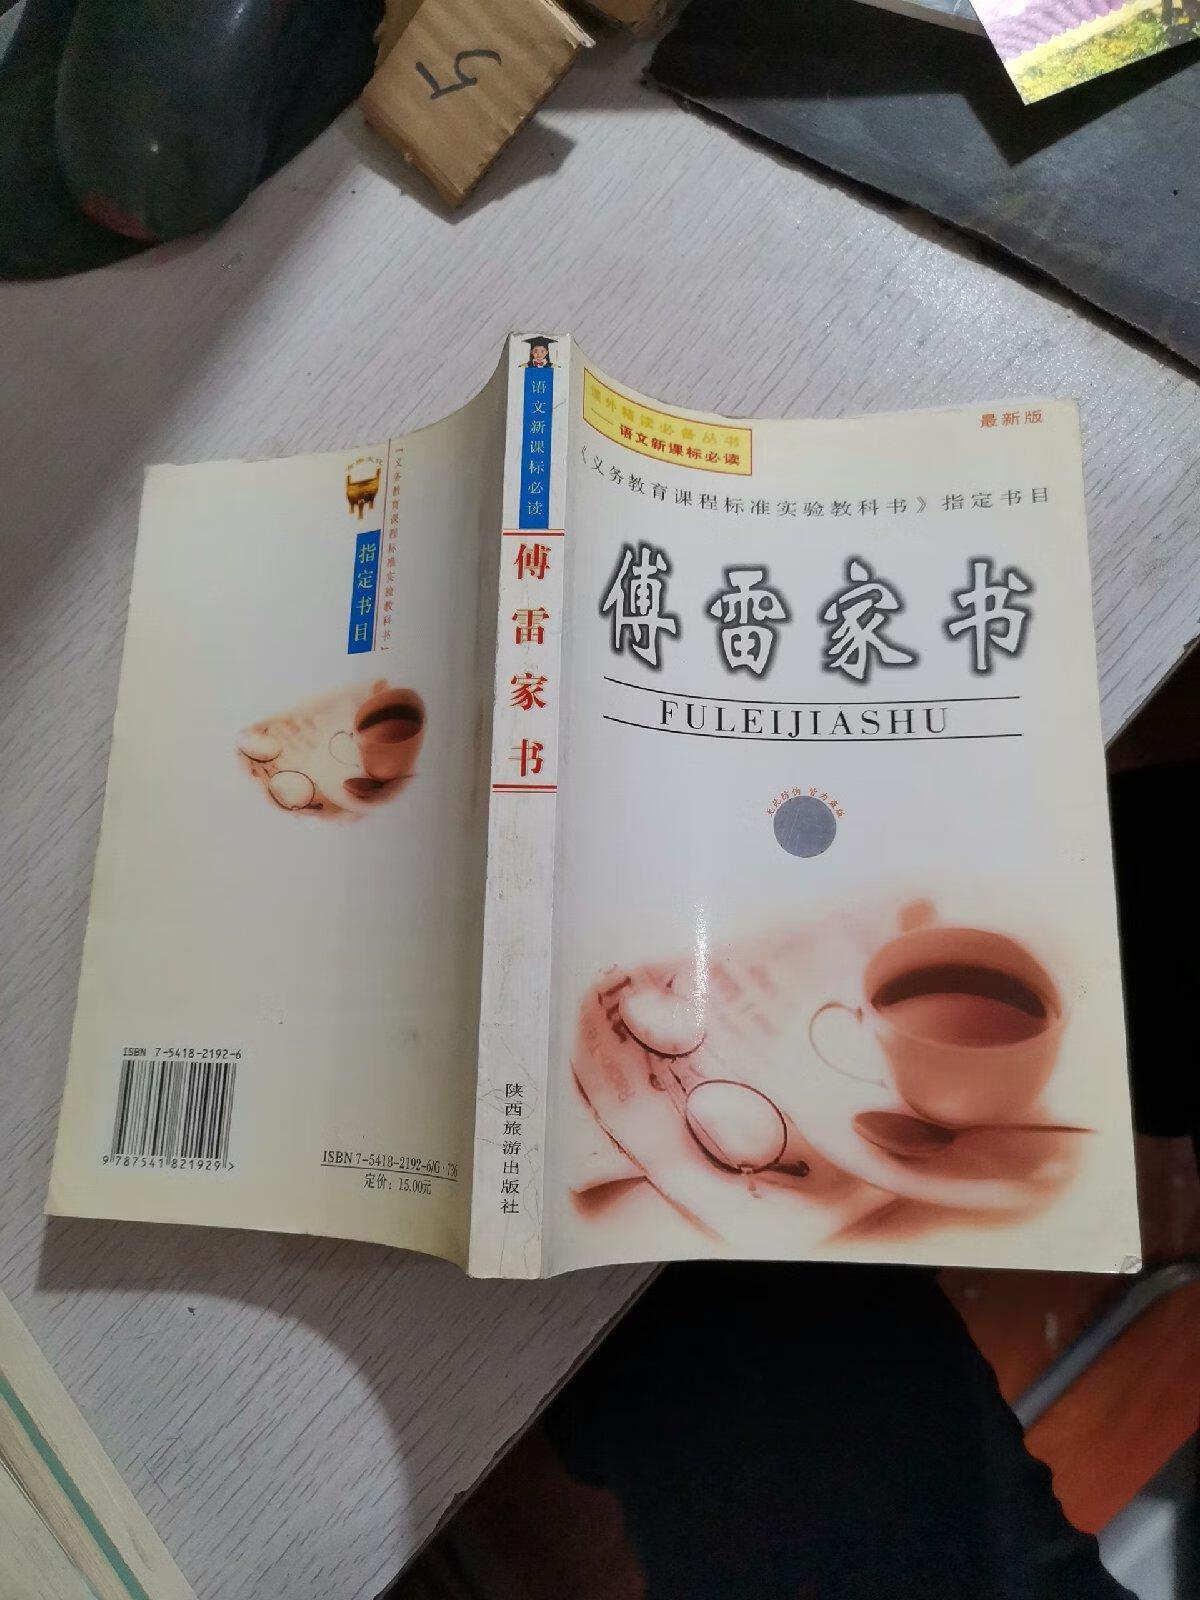 最新版
课外精读必备丛书
——语文新课标必读
《义务教育课程标准实验教科书》指定书目
傅雷家书
FULEIJIASHU
语文新课标必读
傅雷家书
陕西旅游出版社
“义务教育课程标准实验教科书”
指定书目
ISBN 7-5418-2192-6
9 787541 821929 >
ISBN 7-5418-2192-6/G·736
定价：15.00元
5